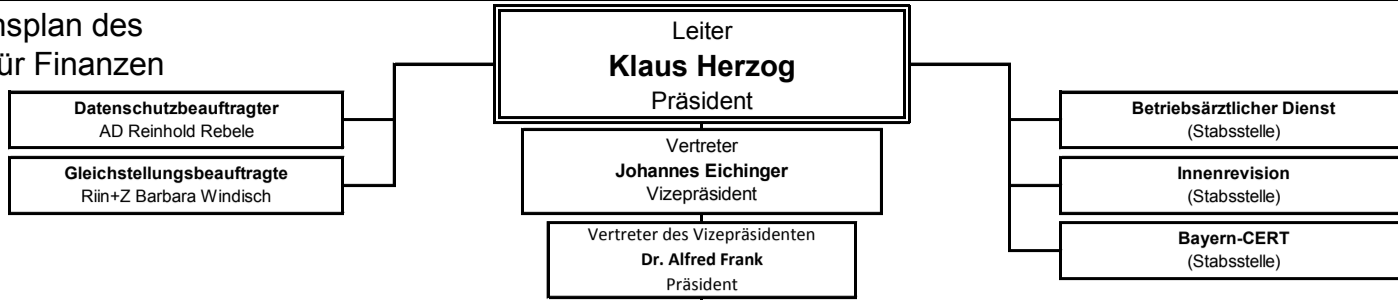 nsplan des
ür Finanzen
Leiter
Klaus Herzog
Präsident
Datenschutzbeauftragter
AD Reinhold Rebele
Gleichstellungsbeauftragte
Riin+Z Barbara Windisch
Vertreter
Johannes Eichinger
Vizepräsident
Vertreter des Vizepräsidenten
Dr. Alfred Frank
Präsident
Betriebsärztlicher Dienst
(Stabsstelle)
Innenrevision
(Stabsstelle)
Bayern-CERT
(Stabsstelle)